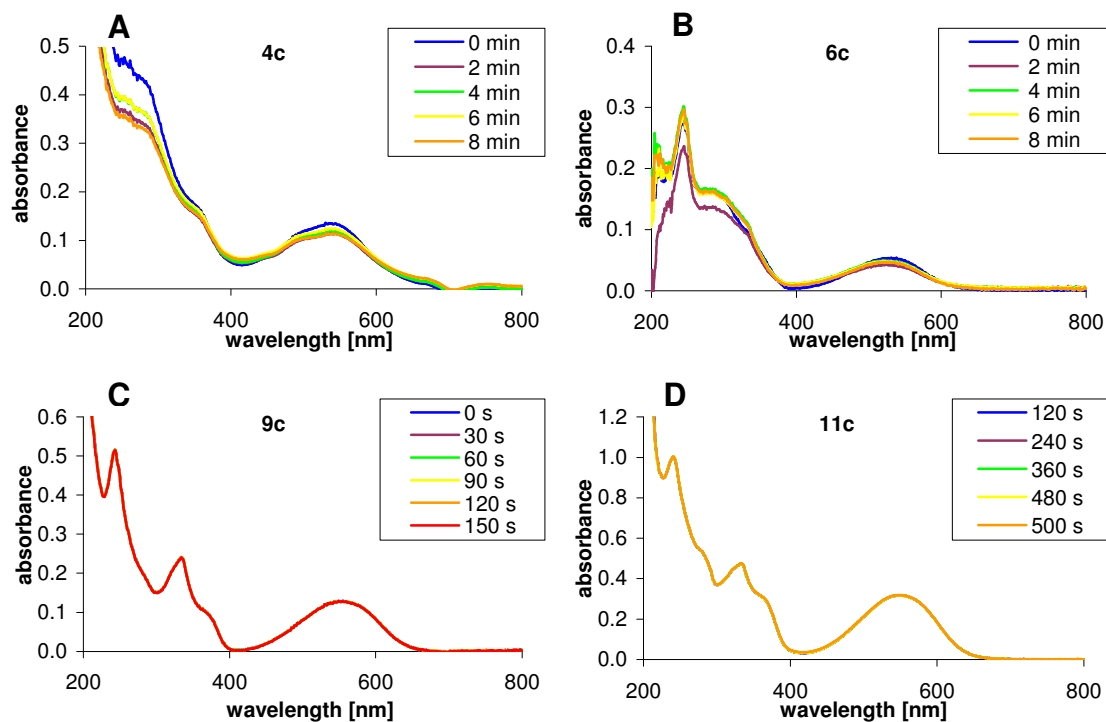 A
4c
0.5
0.4
0.3
0.2
0.1
0.0
absorbance
200 400 600 800
wavelength [nm]
0 min
2 min
4 min
6 min
8 min
B
6c
0.4
0.3
0.2
0.1
0.0
absorbance
200 400 600 800
wavelength [nm]
0 min
2 min
4 min
6 min
8 min
C
9c
0.6
0.5
0.4
0.3
0.2
0.1
0.0
absorbance
200 400 600 800
wavelength [nm]
0 s
30 s
60 s
90 s
120 s
150 s
D
11c
1.2
1.0
0.8
0.6
0.4
0.2
0.0
absorbance
200 400 600 800
wavelength [nm]
120 s
240 s
360 s
480 s
500 s